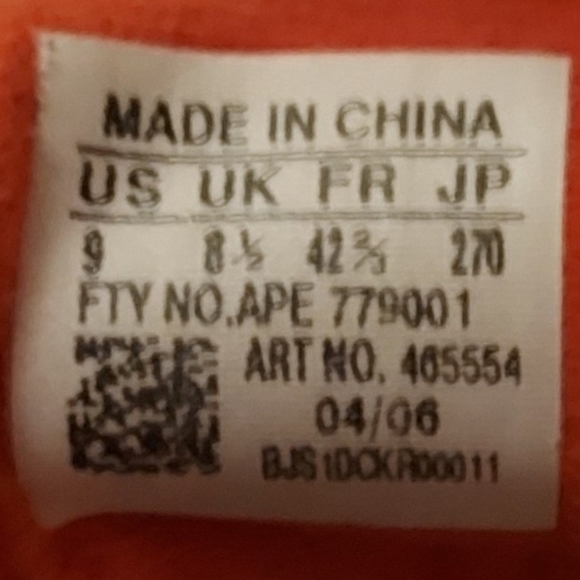 MADE IN CHINA
US UK FR JP
9 8½ 42⅔ 270
FTY NO.APE 779001
ART NO. 465554
04/06
BJS1DCKR00011